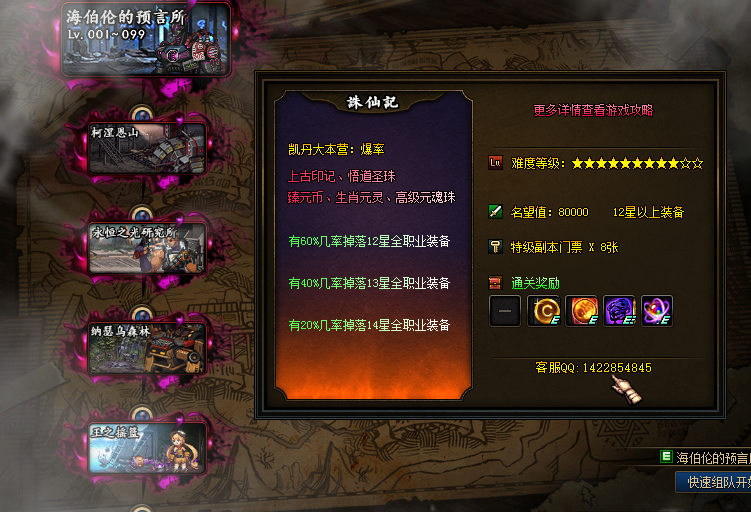 海伯伦的预言所
Lv. 001~099
柯涅恩山
永恒之光研究所
纳瑟乌森林
王之摇篮
诛仙記
凯丹大本营：爆率
上古印记、悟道圣珠
臻元币、生肖元灵、高级元魂珠
有60%几率掉落12星全职业装备
有40%几率掉落13星全职业装备
有20%几率掉落14星全职业装备
更多详情查看游戏攻略
Lv 难度等级：★★★★★★★★★☆☆
名望值：80000 12星以上装备
特级副本门票 X 8张
通关奖励
E E E E
客服QQ:1422854845
E 海伯伦的预言
快速组队开